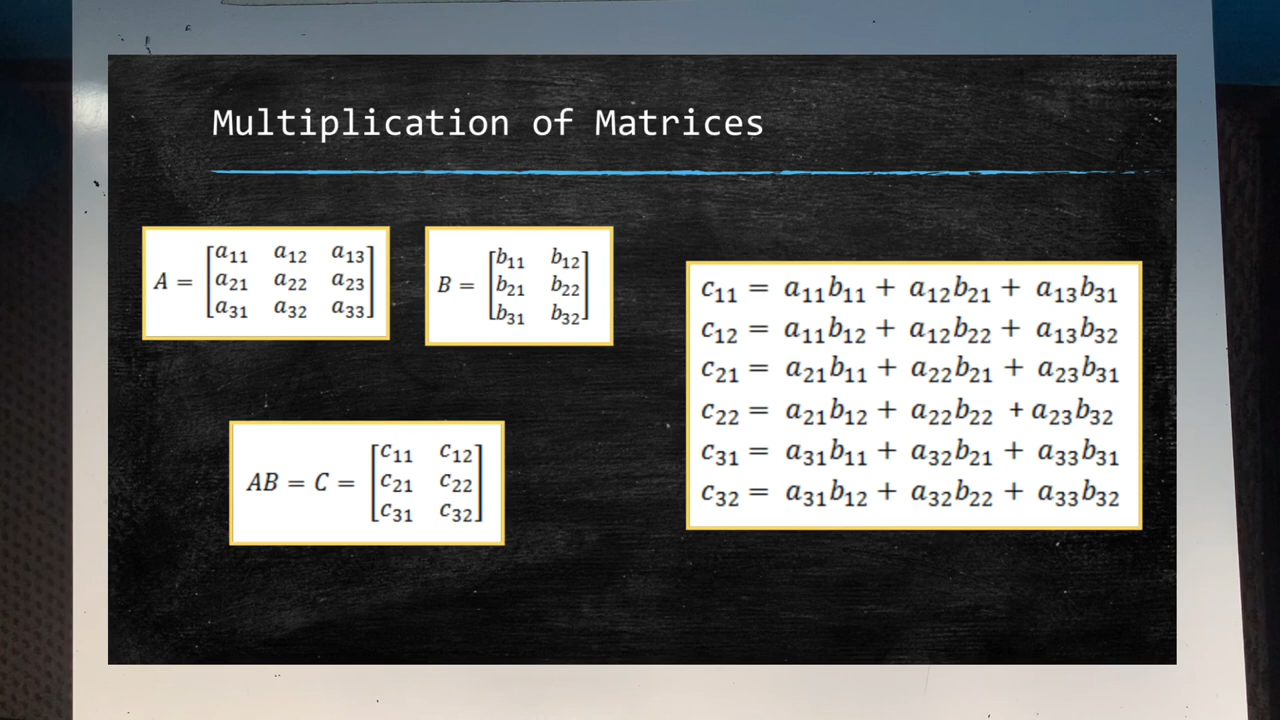 Multiplication of Matrices
A = [a₁₁ a₁₂ a₁₃
a₂₁ a₂₂ a₂₃
a₃₁ a₃₂ a₃₃]
B = [b₁₁ b₁₂
b₂₁ b₂₂
b₃₁ b₃₂]
AB = C = [c₁₁ c₁₂
c₂₁ c₂₂
c₃₁ c₃₂]
c₁₁ = a₁₁b₁₁ + a₁₂b₂₁ + a₁₃b₃₁
c₁₂ = a₁₁b₁₂ + a₁₂b₂₂ + a₁₃b₃₂
c₂₁ = a₂₁b₁₁ + a₂₂b₂₁ + a₂₃b₃₁
c₂₂ = a₂₁b₁₂ + a₂₂b₂₂ + a₂₃b₃₂
c₃₁ = a₃₁b₁₁ + a₃₂b₂₁ + a₃₃b₃₁
c₃₂ = a₃₁b₁₂ + a₃₂b₂₂ + a₃₃b₃₂